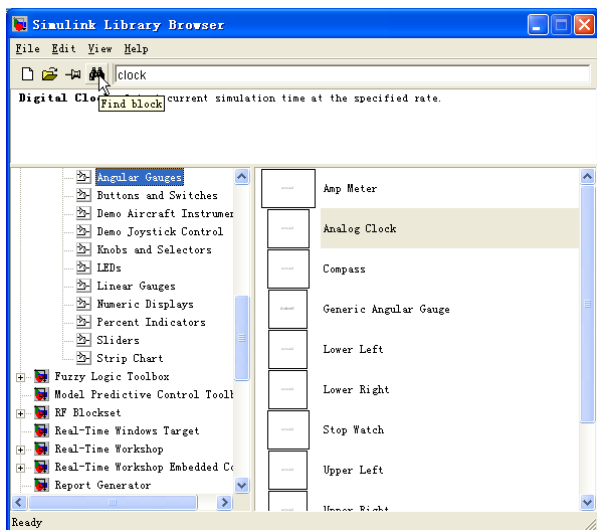 Simulink Library Browser
File Edit View Help
clock
Digital Clo current simulation time at the specified rate.
Find block
Angular Gauges
Buttons and Switches
Demo Aircraft Instrumen
Demo Joystick Control
Knobs and Selectors
LEDs
Linear Gauges
Numeric Displays
Percent Indicators
Sliders
Strip Chart
Fuzzy Logic Toolbox
Model Predictive Control Toolb
RF Blockset
Real-Time Windows Target
Real-Time Workshop
Real-Time Workshop Embedded Co
Report Generator
Amp Meter
Analog Clock
Compass
Generic Angular Gauge
Lower Left
Lower Right
Stop Watch
Upper Left
Upper Right
Ready